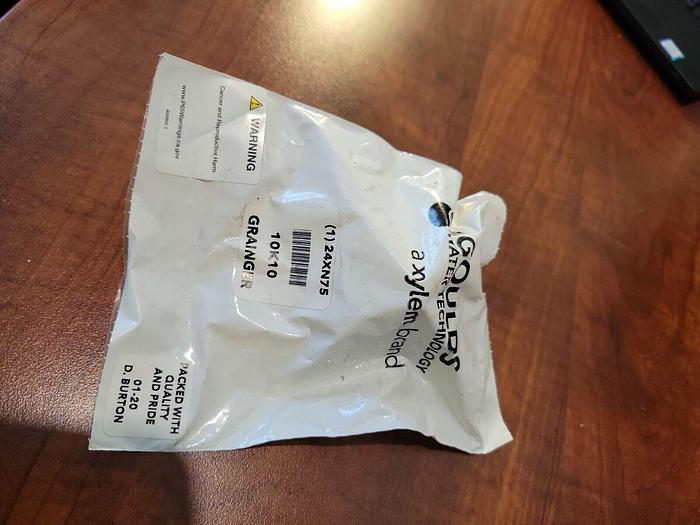 GOULDS
WATER TECHNOLOGY
a xylem brand
(1) 24XN75
10K10
GRAINGER
WARNING
Cancer and Reproductive Harm
www.P65Warnings.ca.gov
PACKED WITH
QUALITY
AND PRIDE
01-20
D. BURTON